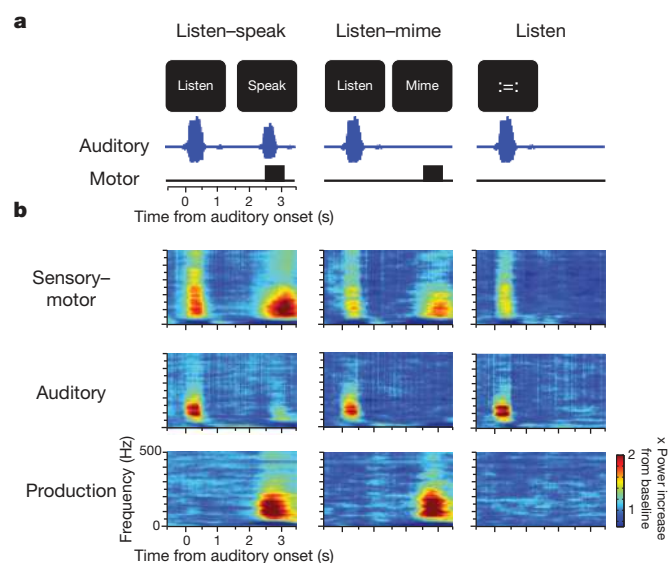 a
Listen–speak Listen–mime Listen
Listen Speak Listen Mime :=:
Auditory
Motor
0 1 2 3
Time from auditory onset (s)
b
Sensory–
motor
Auditory
Production
Frequency (Hz)
500
0
0 1 2 3
Time from auditory onset (s)
2
1
x Power increase
from baseline